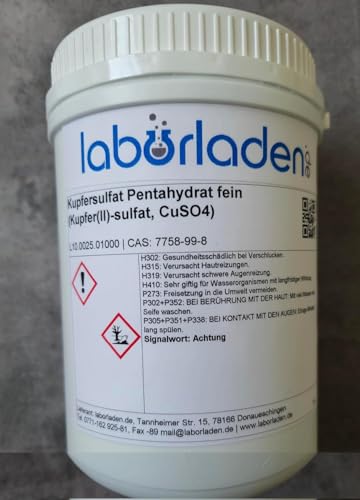 laborladen.de
Kupfersulfat Pentahydrat fein
(Kupfer(II)-sulfat, CuSO4)
L10.0025.01000 | CAS: 7758-99-8
H302: Gesundheitsschädlich bei Verschlucken.
H315: Verursacht Hautreizungen.
H319: Verursacht schwere Augenreizung.
H410: Sehr giftig für Wasserorganismen mit langfristiger Wirkung.
P273: Freisetzung in die Umwelt vermeiden.
P302+P352: BEI BERÜHRUNG MIT DER HAUT: Mit viel Wasser und
Seife waschen.
P305+P351+P338: BEI KONTAKT MIT DEN AUGEN: Einige Minuten
lang spülen.
Signalwort: Achtung
Lieferant: laborladen.de, Tannheimer Str. 15, 78166 Donaueschingen
Tel. 0771-162 925-81, Fax -89 mail@laborladen.de | www.laborladen.de